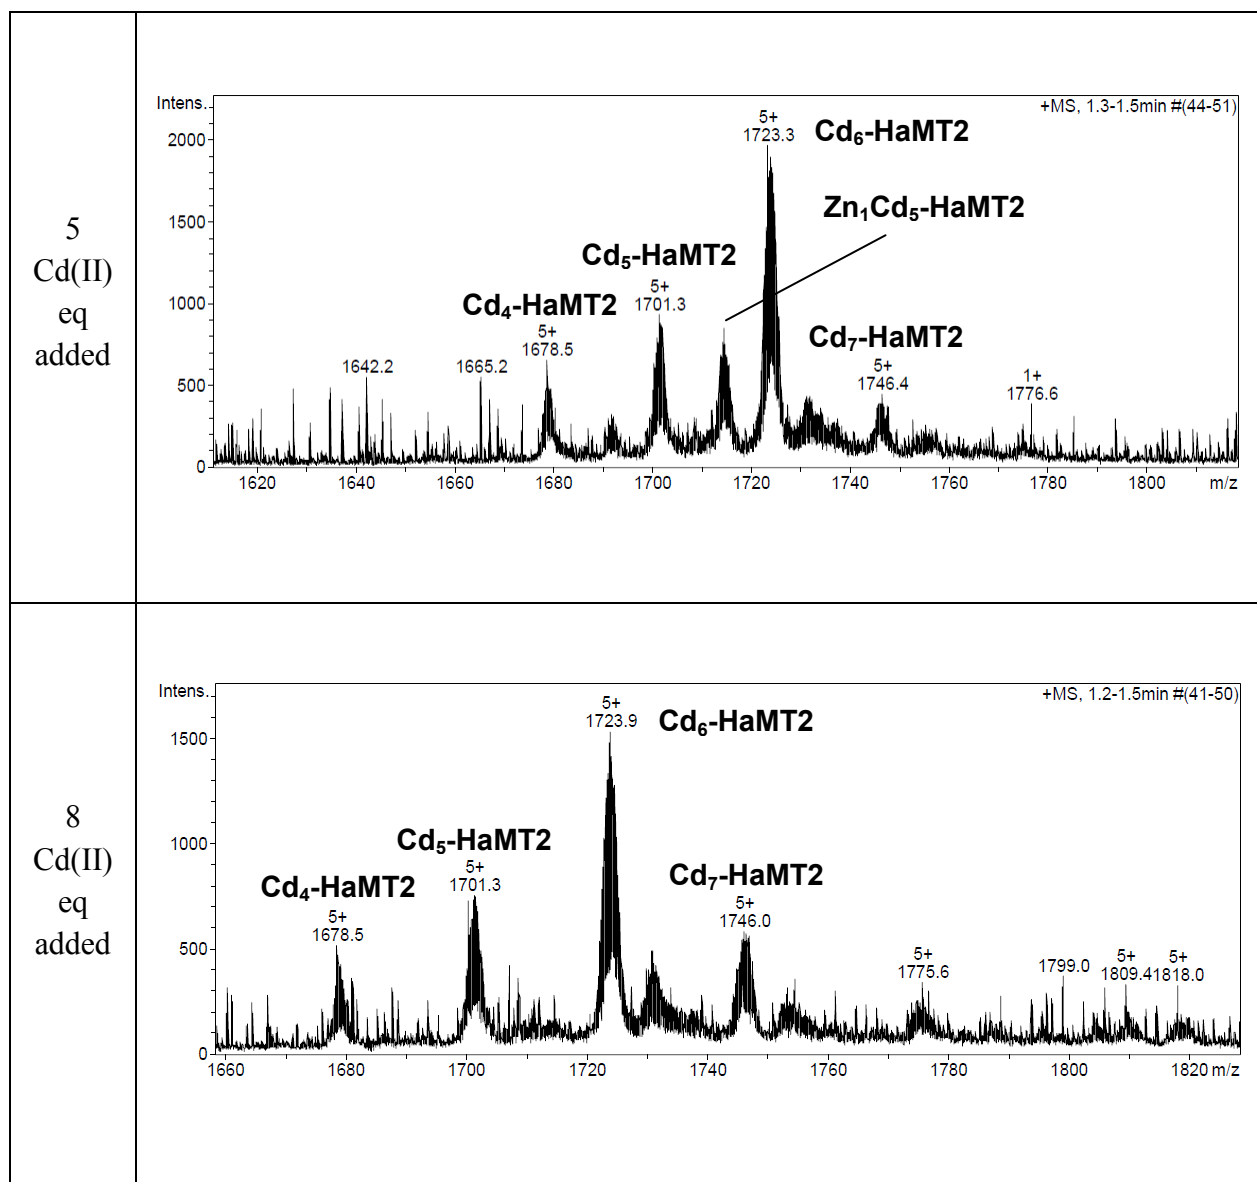 5
Cd(II)
eq
added
Intens.
+MS, 1.3-1.5min #(44-51)
2000
1500
1000
500
0
5+
1723.3
Cd₆-HaMT2
Zn₁Cd₅-HaMT2
Cd₅-HaMT2
5+
1701.3
Cd₄-HaMT2
5+
1678.5
Cd₇-HaMT2
5+
1746.4
1642.2
1665.2
1+
1776.6
1620 1640 1660 1680 1700 1720 1740 1760 1780 1800 m/z
8
Cd(II)
eq
added
Intens.
+MS, 1.2-1.5min #(41-50)
1500
1000
500
0
5+
1723.9
Cd₆-HaMT2
Cd₅-HaMT2
5+
1701.3
Cd₄-HaMT2
5+
1678.5
Cd₇-HaMT2
5+
1746.0
5+
1775.6
1799.0
5+
1809.4
5+
1818.0
1660 1680 1700 1720 1740 1760 1780 1800 1820 m/z